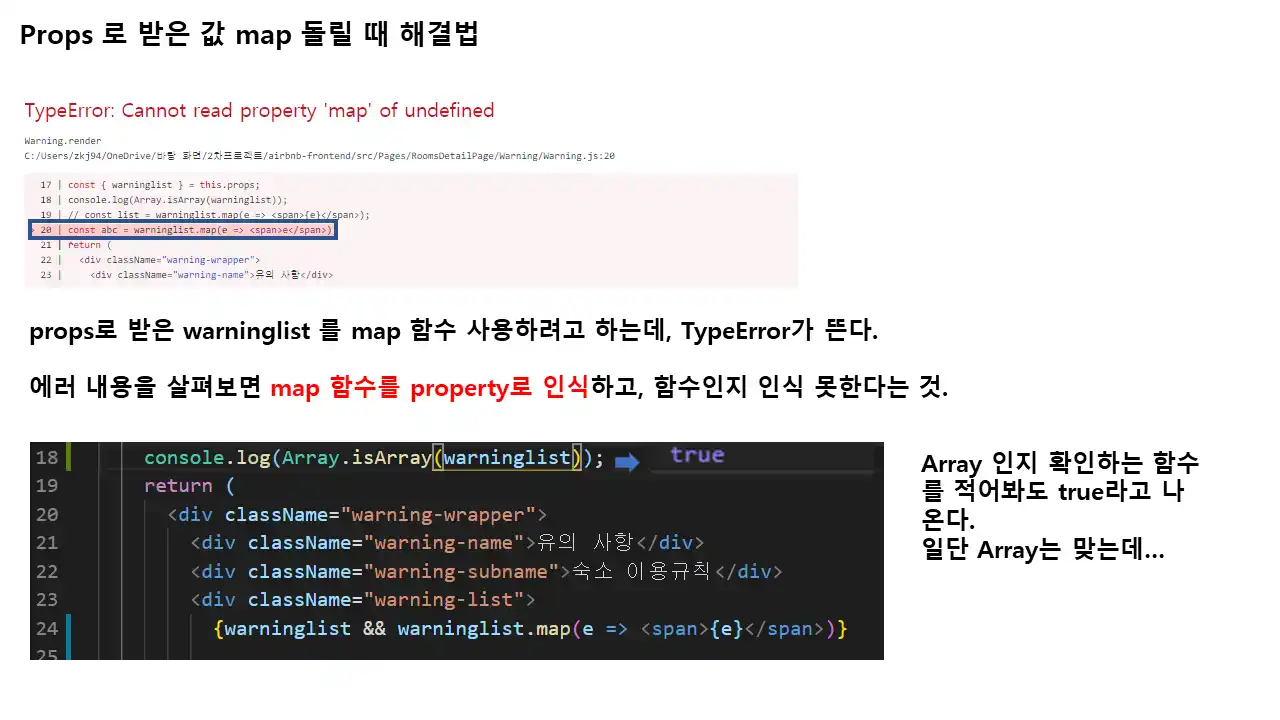 Props 로 받은 값 map 돌릴 때 해결법
TypeError: Cannot read property 'map' of undefined
Warning.render
C:/Users/zkj94/OneDrive/바탕 화면/2차프로젝트/airbnb-frontend/src/Pages/RoomsDetailPage/Warning/Warning.js:20
17 | const { warninglist } = this.props;
18 | console.log(Array.isArray(warninglist));
19 | // const list = warninglist.map(e => <span>{e}</span>);
> 20 | const abc = warninglist.map(e => <span>e</span>)
21 | return (
22 | <div className="warning-wrapper">
23 | <div className="warning-name">유의 사항</div>
props로 받은 warninglist 를 map 함수 사용하려고 하는데, TypeError가 뜬다.
에러 내용을 살펴보면 map 함수를 property로 인식하고, 함수인지 인식 못한다는 것.
18 console.log(Array.isArray(warninglist)); true
19 return (
20 <div className="warning-wrapper">
21 <div className="warning-name">유의 사항</div>
22 <div className="warning-subname">숙소 이용규칙</div>
23 <div className="warning-list">
24 {warninglist && warninglist.map(e => <span>{e}</span>)}
25
Array 인지 확인하는 함수
를 적어봐도 true라고 나
온다.
일단 Array는 맞는데...